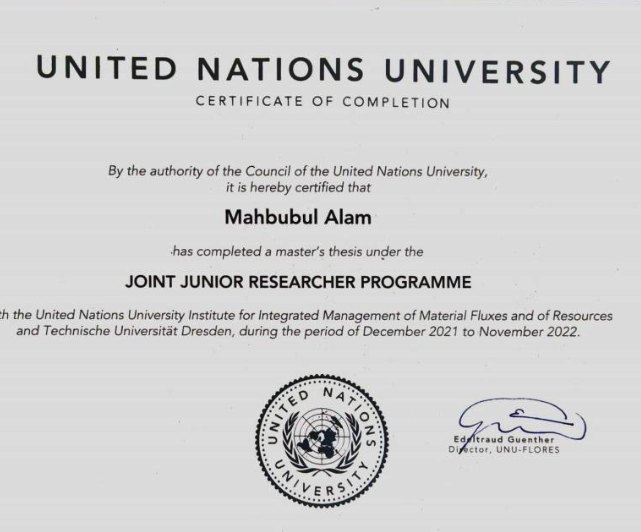 UNITED NATIONS UNIVERSITY
CERTIFICATE OF COMPLETION
By the authority of the Council of the United Nations University,
it is hereby certified that
Mahbubul Alam
has completed a master's thesis under the
JOINT JUNIOR RESEARCHER PROGRAMME
the United Nations University Institute for Integrated Management of Material Fluxes and of Resources
and Technische Universität Dresden, during the period of December 2021 to November 2022.
UNITED NATIONS
UNIVERSITY
Edeltraud Guenther
Director, UNU-FLORES